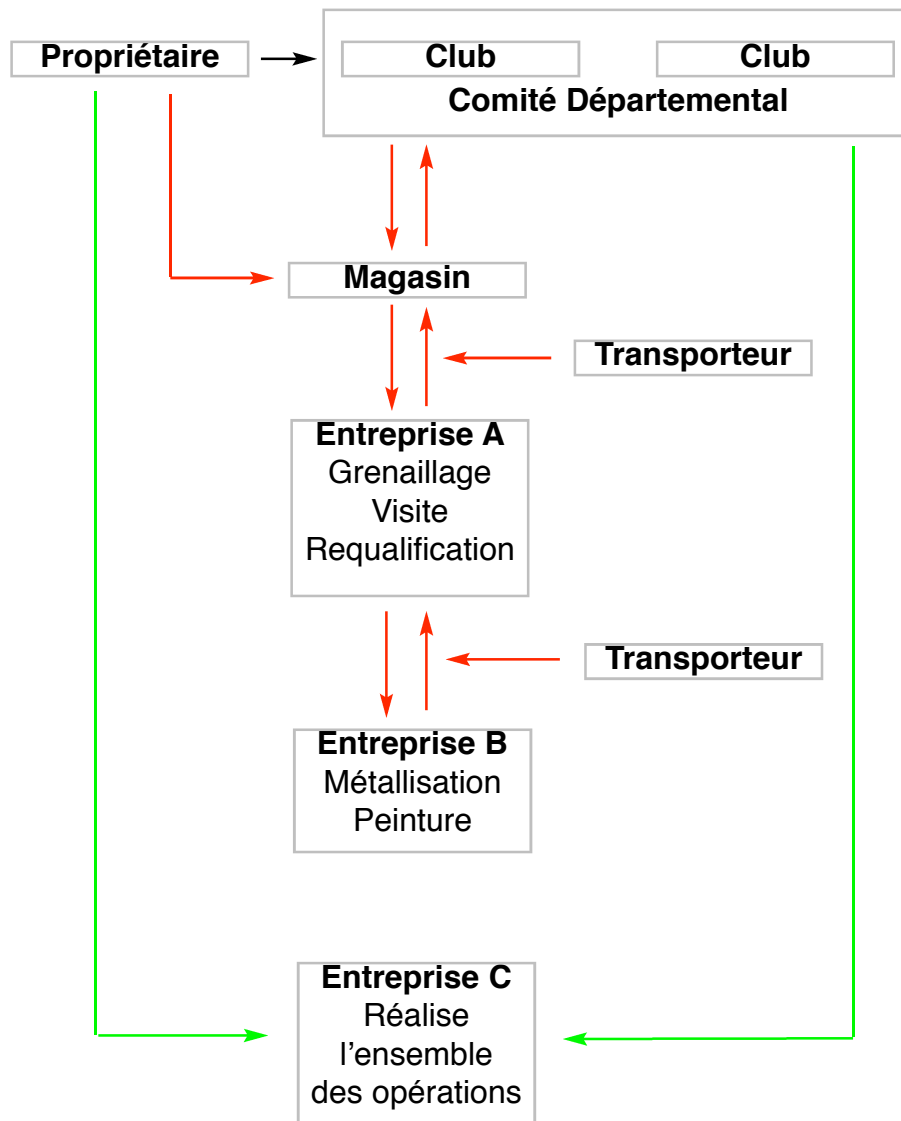 Propriétaire
Club
Club
Comité Départemental
Magasin
Transporteur
Entreprise A
Grenaillage
Visite
Requalification
Transporteur
Entreprise B
Métallisation
Peinture
Entreprise C
Réalise
l'ensemble
des opérations